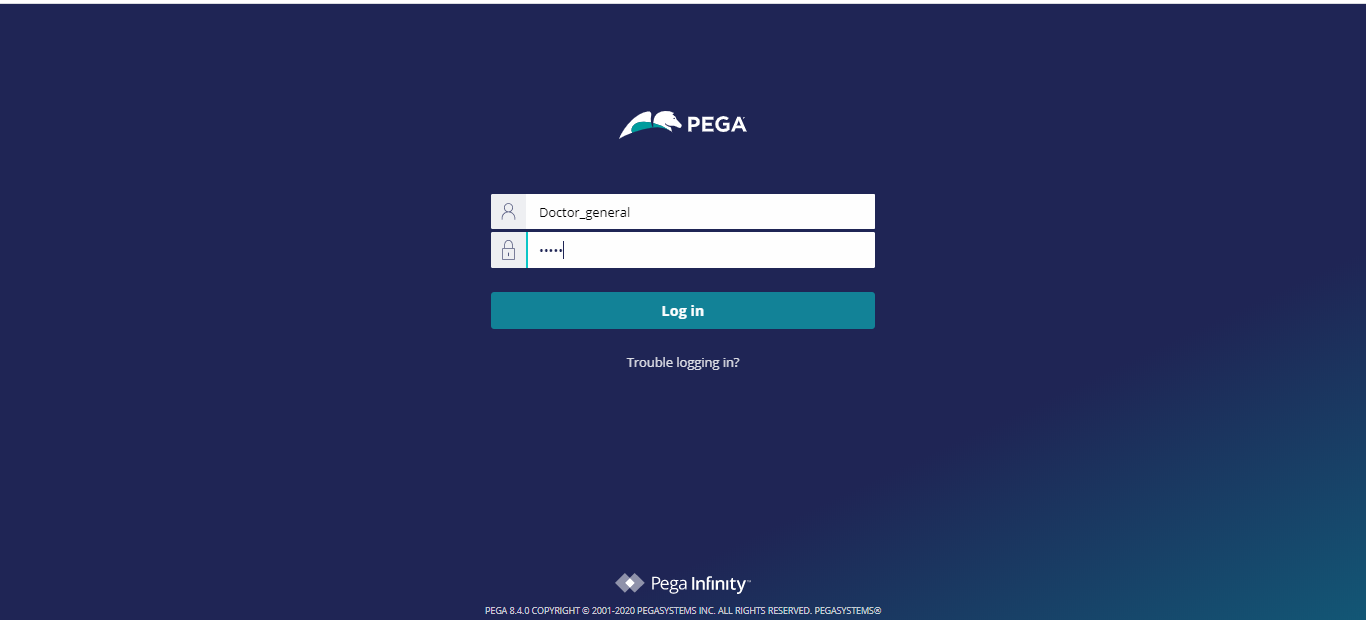 PEGA
Doctor_general
•••••
Log in
Trouble logging in?
Pega Infinity™
PEGA 8.4.0 COPYRIGHT © 2001-2020 PEGASYSTEMS INC. ALL RIGHTS RESERVED. PEGASYSTEMS®